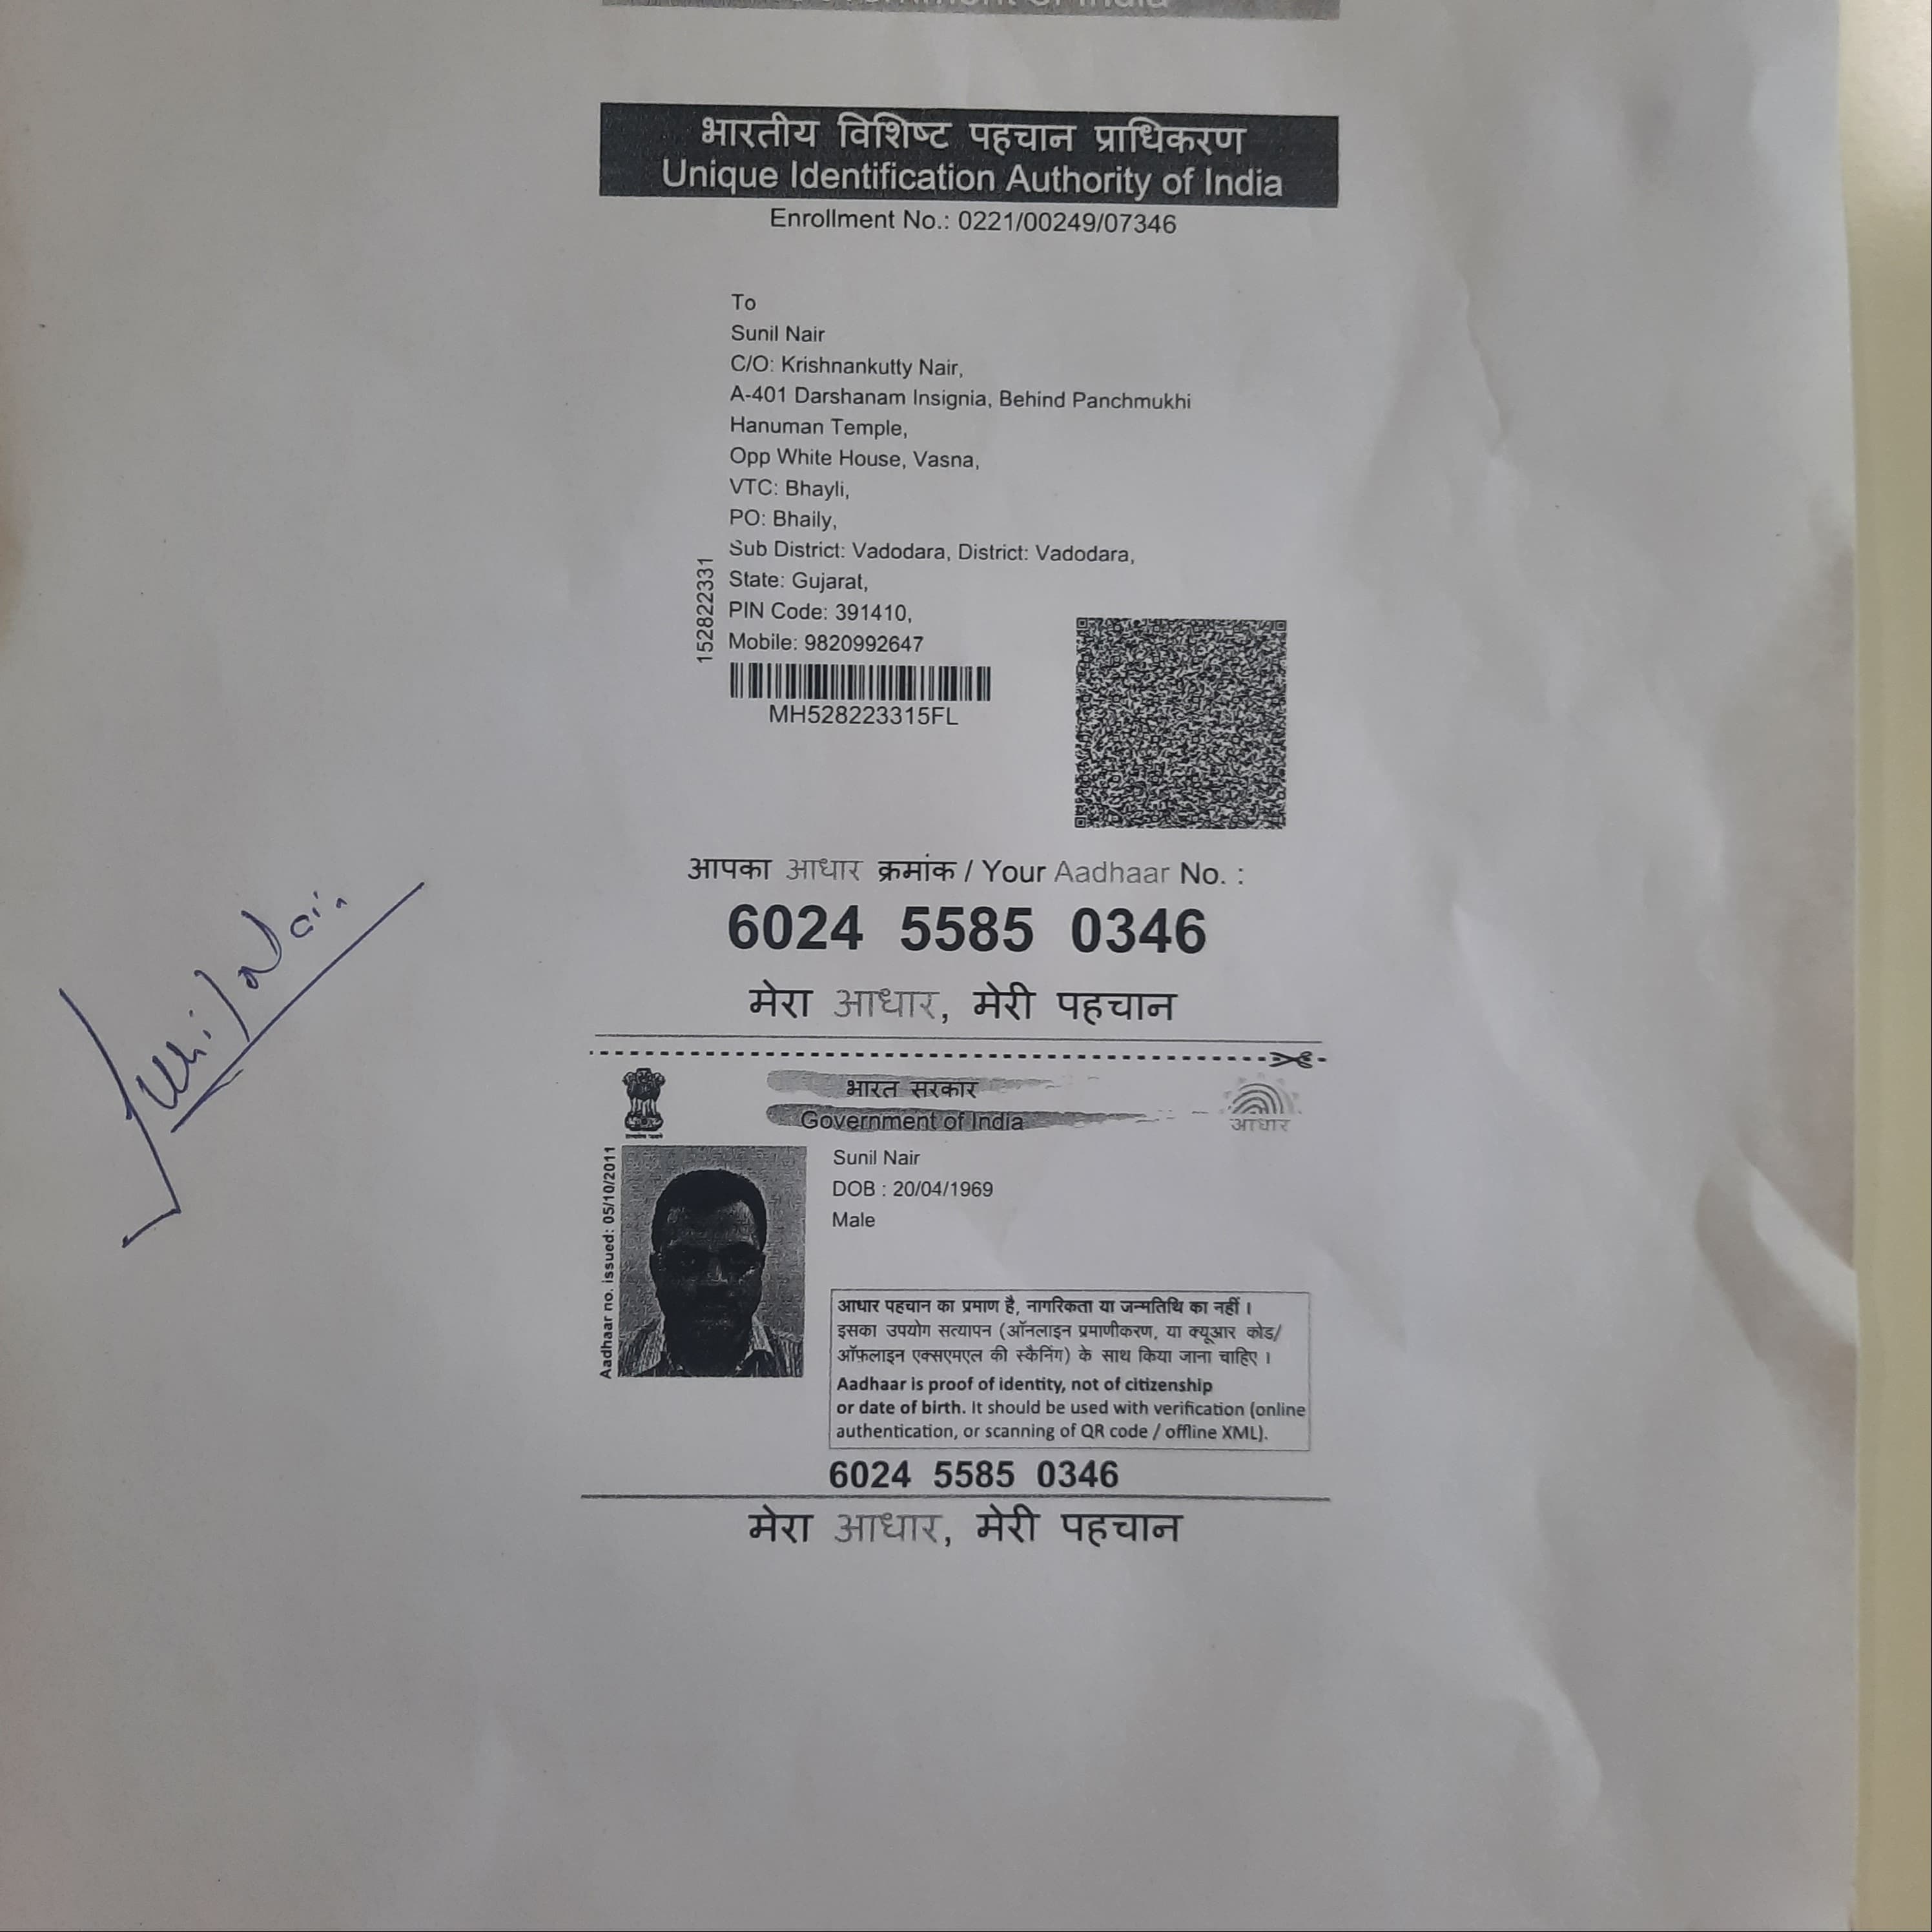 भारतीय विशिष्ट पहचान प्राधिकरण
Unique Identification Authority of India
Enrollment No.: 0221/00249/07346
To
Sunil Nair
C/O: Krishnankutty Nair,
A-401 Darshanam Insignia, Behind Panchmukhi
Hanuman Temple,
Opp White House, Vasna,
VTC: Bhayli,
PO: Bhaily,
Sub District: Vadodara, District: Vadodara,
State: Gujarat,
PIN Code: 391410,
Mobile: 9820992647
152822331
MH528223315FL
आपका आधार क्रमांक / Your Aadhaar No. :
6024 5585 0346
मेरा आधार, मेरी पहचान
Sunil Nair
भारत सरकार
Government of India
आधार
Aadhaar no. issued: 05/10/2011
Sunil Nair
DOB : 20/04/1969
Male
आधार पहचान का प्रमाण है, नागरिकता या जन्मतिथि का नहीं ।
इसका उपयोग सत्यापन (ऑनलाइन प्रमाणीकरण, या क्यूआर कोड/
ऑफ़लाइन एक्सएमएल की स्कैनिंग) के साथ किया जाना चाहिए ।
Aadhaar is proof of identity, not of citizenship
or date of birth. It should be used with verification (online
authentication, or scanning of QR code / offline XML).
6024 5585 0346
मेरा आधार, मेरी पहचान